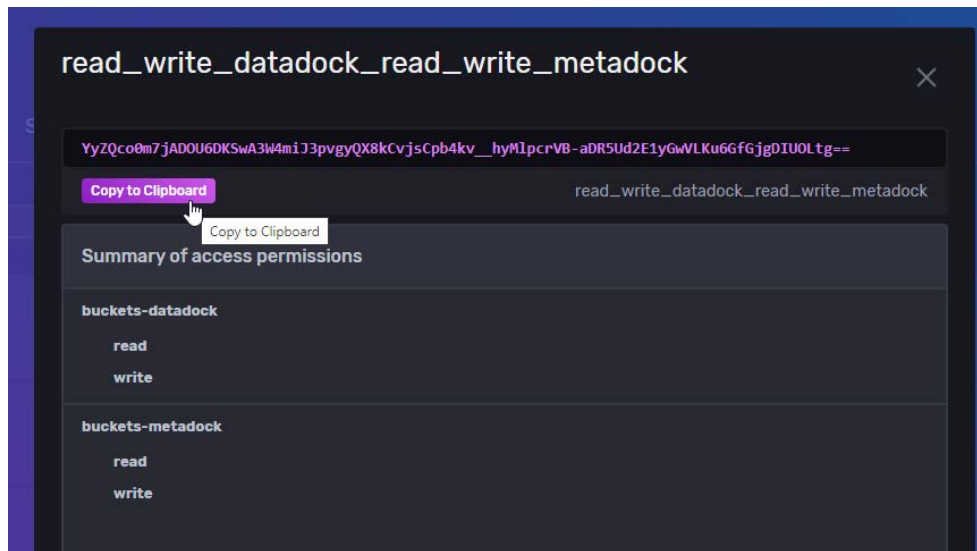 read_write_datadock_read_write_metadock
YyZQco0m7jADOU6DKSwA3W4miJ3pvgyQX8kCvjsCpb4kv__hyMlpcrVB-aDR5Ud2E1yGwVLKu6GfGjgDIUOLtg==
Copy to Clipboard
read_write_datadock_read_write_metadock
Copy to Clipboard
Summary of access permissions
buckets-datadock
read
write
buckets-metadock
read
write